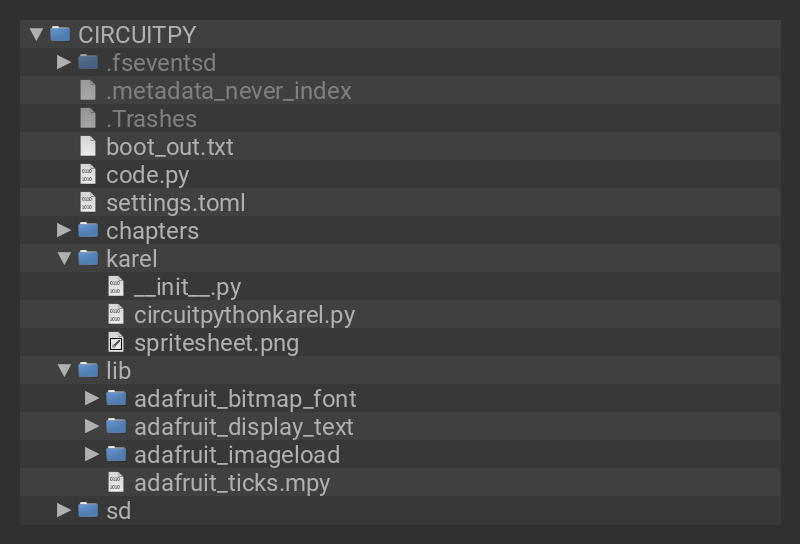 CIRCUITPY
.fseventsd
.metadata_never_index
.Trashes
boot_out.txt
code.py
settings.toml
chapters
karel
__init__.py
circuitpythonkarel.py
spritesheet.png
lib
adafruit_bitmap_font
adafruit_display_text
adafruit_imageload
adafruit_ticks.mpy
sd